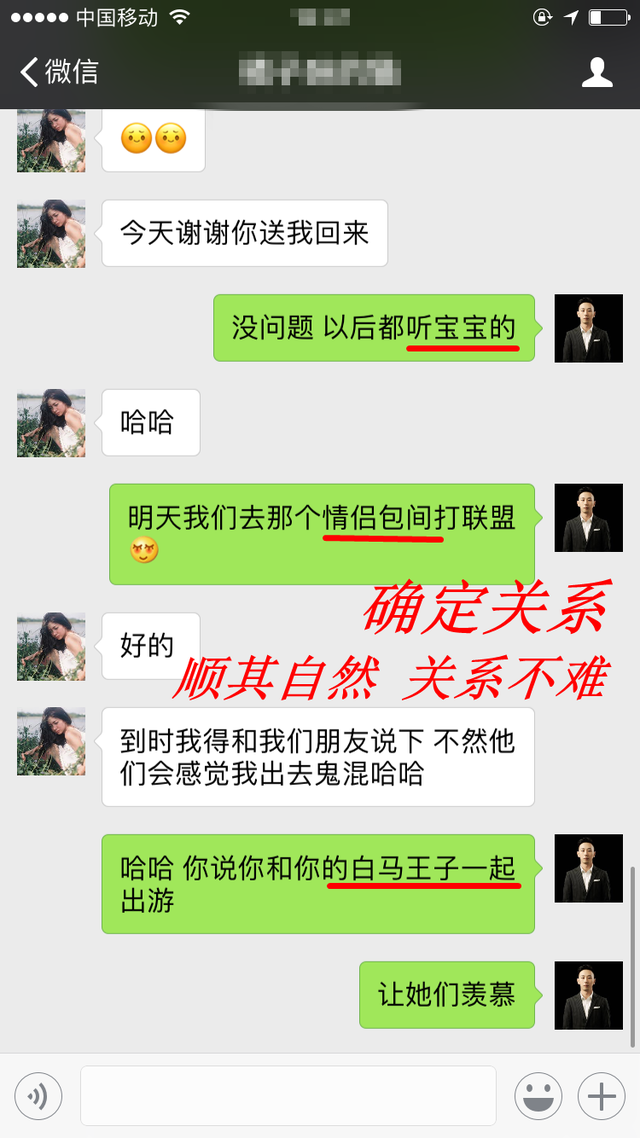 中国移动
微信
今天谢谢你送我回来
没问题 以后都听宝宝的
哈哈
明天我们去那个情侣包间打联盟
确定关系
好的
顺其自然 关系不难
到时我得和我们朋友说下 不然他
们会感觉我出去鬼混哈哈
哈哈 你说你和你的白马王子一起
出游
让她们羡慕